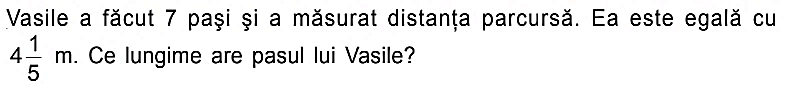 Vasile a făcut 7 paşi şi a măsurat distanţa parcursă. Ea este egală cu
4 1/5 m. Ce lungime are pasul lui Vasile?